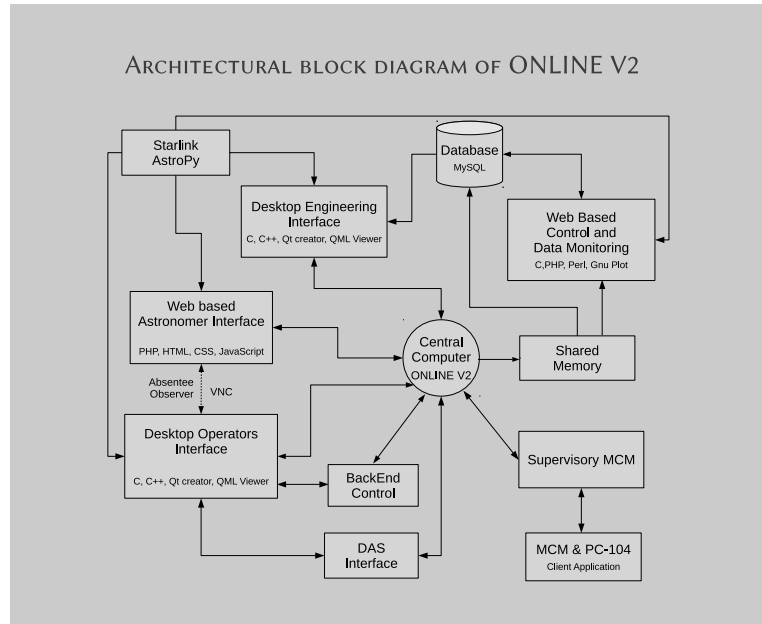 ARCHITECTURAL BLOCK DIAGRAM OF ONLINE V2
Starlink
AstroPy
Database
MySQL
Desktop Engineering
Interface
C, C++, Qt creator, QML Viewer
Web Based
Control and
Data Monitoring
C,PHP, Perl, Gnu Plot
Web based
Astronomer Interface
PHP, HTML, CSS, JavaScript
Central
Computer
ONLINE V2
Shared
Memory
Absentee
Observer
VNC
Desktop Operators
Interface
C, C++, Qt creator, QML Viewer
BackEnd
Control
Supervisory MCM
DAS
Interface
MCM & PC-104
Client Application